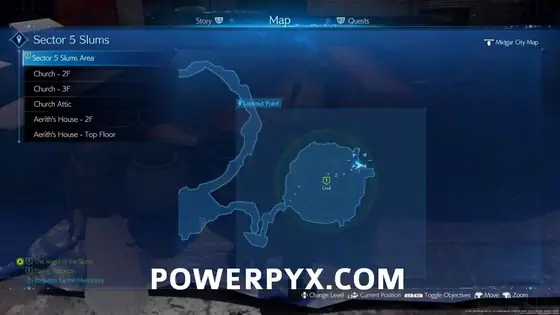 Story
Map
Quests
Sector 5 Slums
Midgar City Map
Sector 5 Slums Area
Church - 2F
Church - 3F
Church Attic
Aerith's House - 2F
Aerith's House - Top Floor
Lookout Point
Goal
The Angel of the Slums
POWERPYX.COM
Change Level
Current Position
Toggle Objectives
Move
Zoom